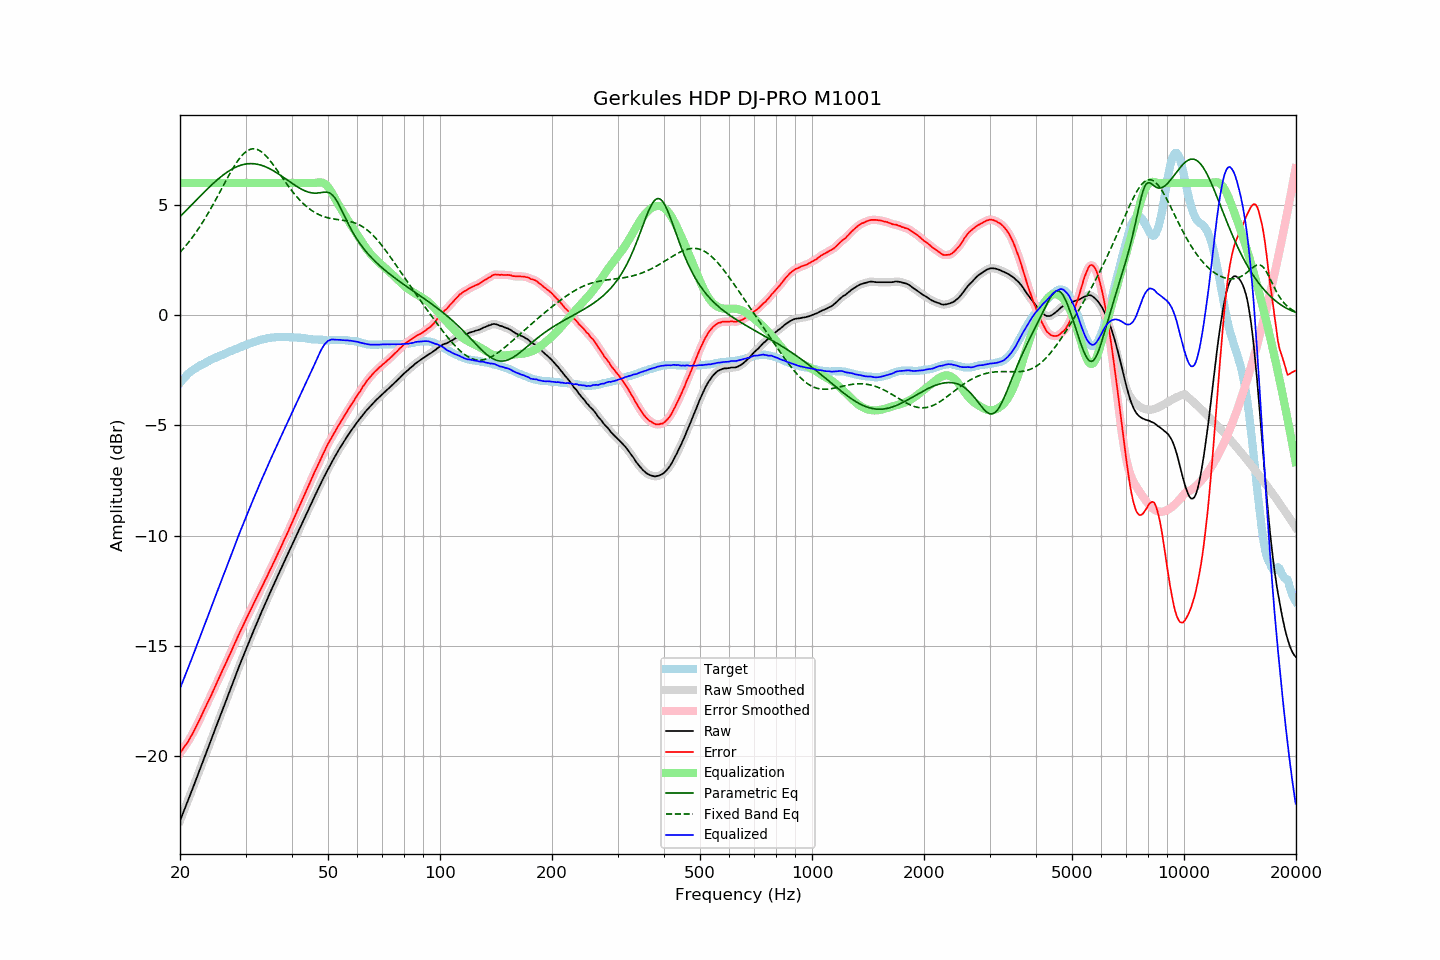 Gerkules HDP DJ-PRO M1001
Amplitude (dBr)
5
0
−5
−10
−15
−20
Target
Raw Smoothed
Error Smoothed
Raw
Error
Equalization
Parametric Eq
Fixed Band Eq
Equalized
20 50 100 200 500 1000 2000 5000 10000 20000
Frequency (Hz)